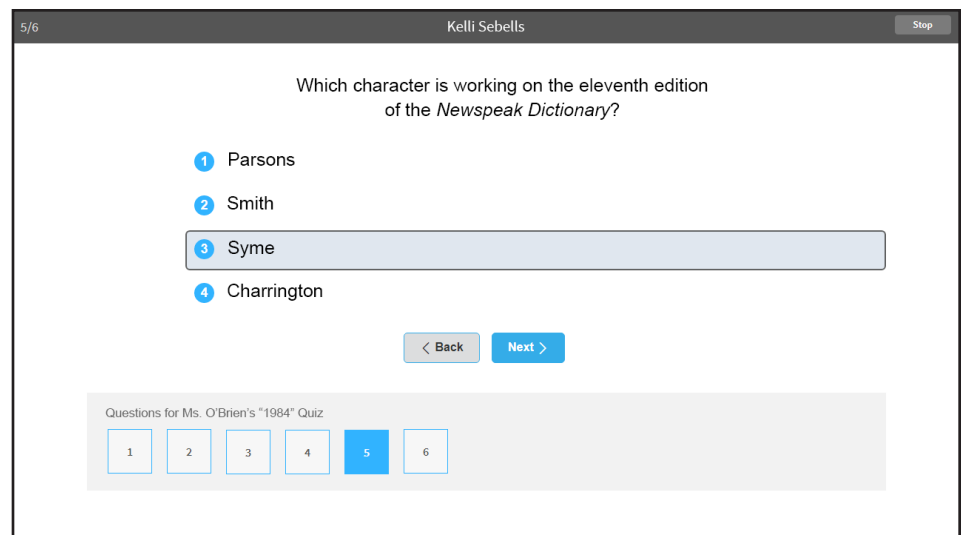 5/6
Kelli Sebells
Stop
Which character is working on the eleventh edition
of the Newspeak Dictionary?
1 Parsons
2 Smith
3 Syme
4 Charrington
< Back
Next >
Questions for Ms. O'Brien's "1984" Quiz
1 2 3 4 5 6